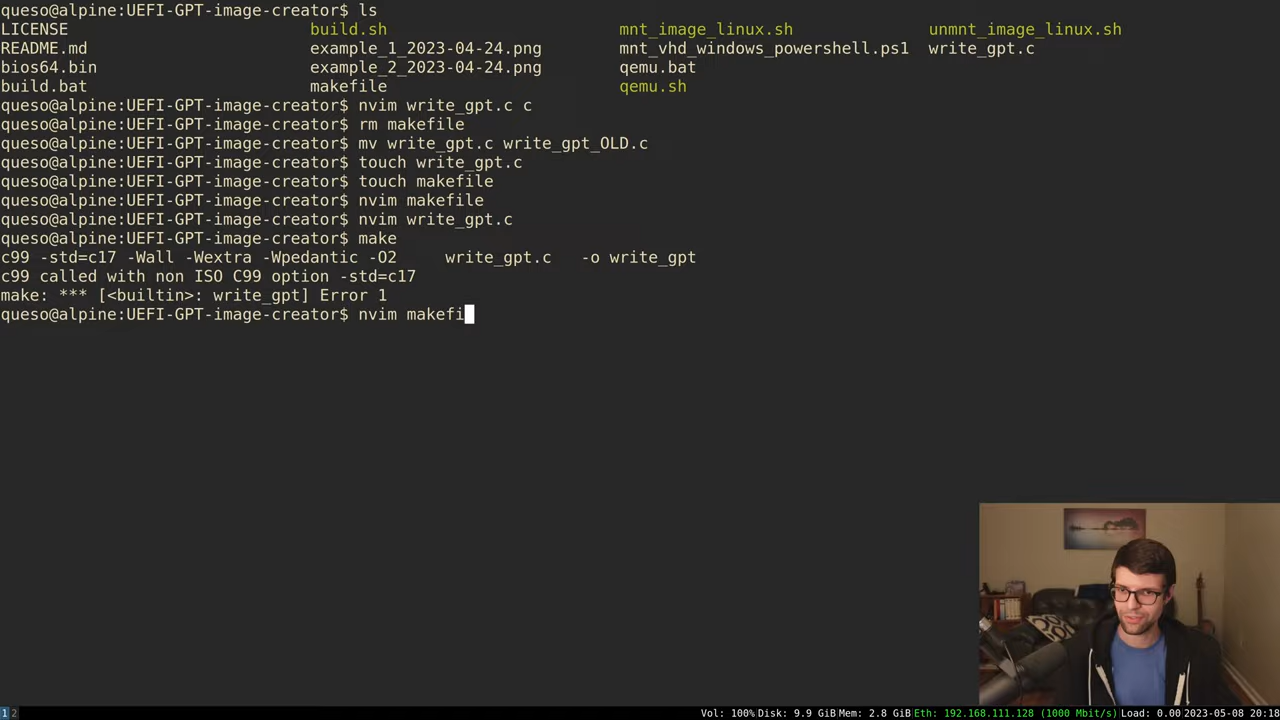 queso@alpine:UEFI-GPT-image-creator$ ls
LICENSE build.sh mnt_image_linux.sh unmnt_image_linux.sh
README.md example_1_2023-04-24.png mnt_vhd_windows_powershell.ps1 write_gpt.c
bios64.bin example_2_2023-04-24.png qemu.bat
build.bat makefile qemu.sh
queso@alpine:UEFI-GPT-image-creator$ nvim write_gpt.c c
queso@alpine:UEFI-GPT-image-creator$ rm makefile
queso@alpine:UEFI-GPT-image-creator$ mv write_gpt.c write_gpt_OLD.c
queso@alpine:UEFI-GPT-image-creator$ touch write_gpt.c
queso@alpine:UEFI-GPT-image-creator$ touch makefile
queso@alpine:UEFI-GPT-image-creator$ nvim makefile
queso@alpine:UEFI-GPT-image-creator$ nvim write_gpt.c
queso@alpine:UEFI-GPT-image-creator$ make
c99 -std=c17 -Wall -Wextra -Wpedantic -O2 write_gpt.c -o write_gpt
c99 called with non ISO C99 option -std=c17
make: *** [<builtin>: write_gpt] Error 1
queso@alpine:UEFI-GPT-image-creator$ nvim makefi
1 2 Vol: 100% Disk: 9.9 GiB Mem: 2.8 GiB Eth: 192.168.111.128 (1000 Mbit/s) Load: 0.00 2023-05-08 20:18